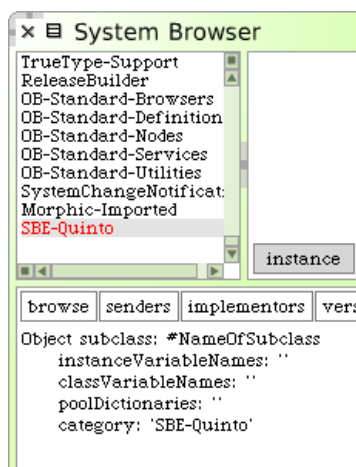 System Browser
TrueType-Support
ReleaseBuilder
OB-Standard-Browsers
OB-Standard-Definition
OB-Standard-Nodes
OB-Standard-Services
OB-Standard-Utilities
SystemChangeNotificat
Morphic-Imported
SBE-Quinto
instance
browse senders implementors vers
Object subclass: #NameOfSubclass
instanceVariableNames: ''
classVariableNames: ''
poolDictionaries: ''
category: 'SBE-Quinto'